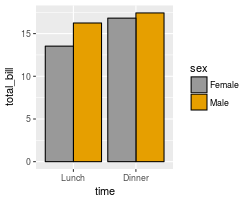 15
10
5
0
total_bill
Lunch
Dinner
time
sex
Female
Male